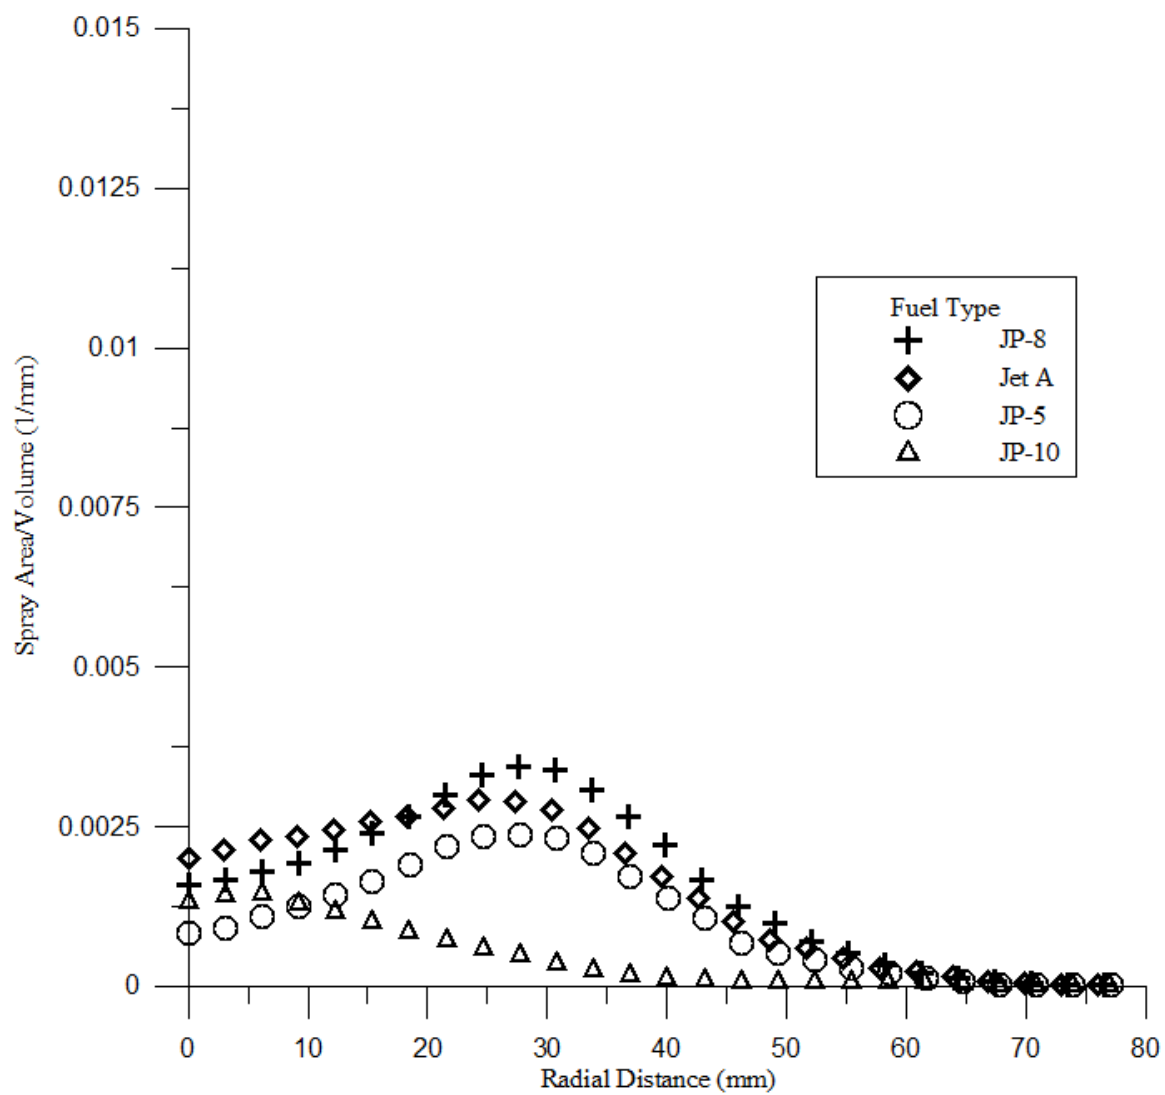 0.015
0.0125
0.01
0.0075
0.005
0.0025
0
Spray Area/Volume (1/mm)
Fuel Type
JP-8
Jet A
JP-5
JP-10
0 10 20 30 40 50 60 70 80
Radial Distance (mm)